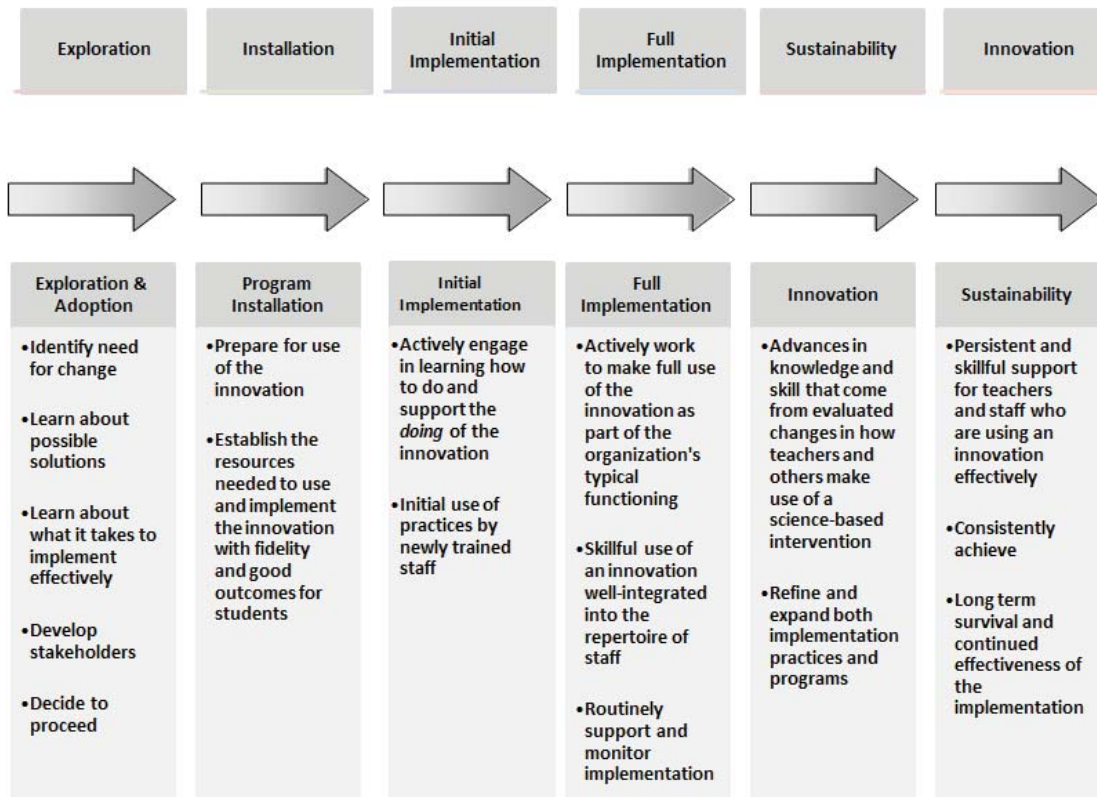 Exploration
Installation
Initial
Implementation
Full
Implementation
Sustainability
Innovation
Exploration &
Adoption
•Identify need
for change
•Learn about
possible
solutions
•Learn about
what it takes to
implement
effectively
•Develop
stakeholders
•Decide to
proceed
Program
Installation
•Prepare for use
of the
innovation
•Establish the
resources
needed to use
and implement
the innovation
with fidelity
and good
outcomes for
students
Initial
Implementation
•Actively engage
in learning how
to do and
support the
doing of the
innovation
•Initial use of
practices by
newly trained
staff
Full
Implementation
•Actively work
to make full use
of the
innovation as
part of the
organization's
typical
functioning
•Skillful use of
an innovation
well-integrated
into the
repertoire of
staff
•Routinely
support and
monitor
implementation
Innovation
•Advances in
knowledge and
skill that come
from evaluated
changes in how
teachers and
others make
use of a
science-based
intervention
•Refine and
expand both
implementation
practices and
programs
Sustainability
•Persistent and
skillful support
for teachers
and staff who
are using an
innovation
effectively
•Consistently
achieve
•Long term
survival and
continued
effectiveness of
the
implementation